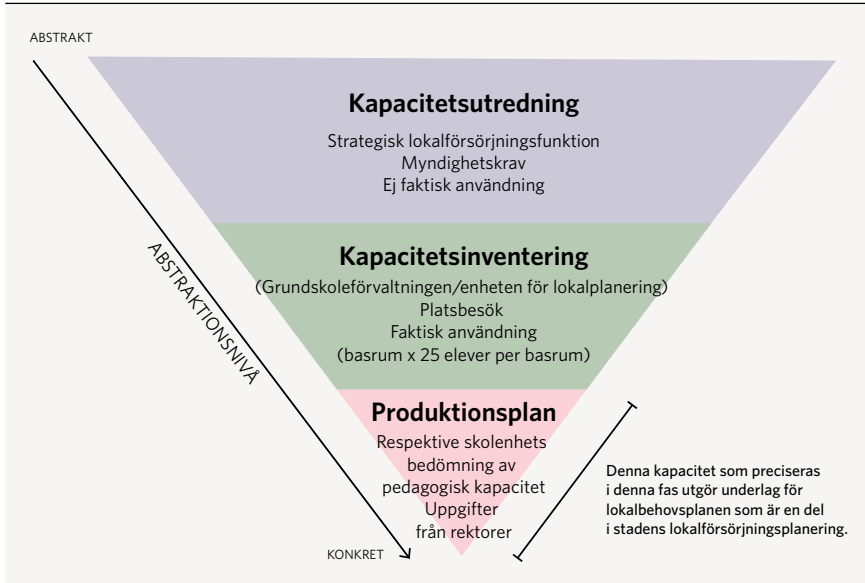 ABSTRAKT
Kapacitetsutredning
Strategisk lokalförsörjningsfunktion
Myndighetskrav
Ej faktisk användning
ABSTRAKTIONSNIVÅ
Kapacitetsinventering
(Grundskoleförvaltningen/enheten för lokalplanering)
Platsbesök
Faktisk användning
(basrum x 25 elever per basrum)
Produktionsplan
Respektive skolenhets
bedömning av
pedagogisk kapacitet
Uppgifter
från rektorer
Denna kapacitet som preciseras
i denna fas utgör underlag för
lokalbehovsplanen som är en del
i stadens lokalförsörjningsplanering.
KONKRET